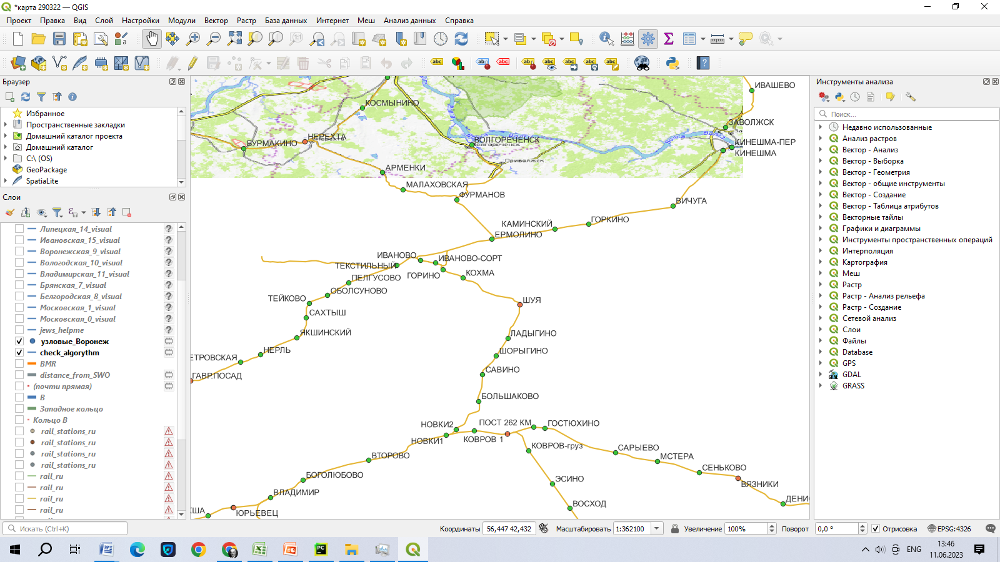 *карта 290322 — QGIS
Проект Правка Вид Слой Настройки Модули Вектор Растр База данных Интернет Меш Анализ данных Справка
Браузер
Избранное
Пространственные закладки
Домашний каталог проекта
Домашний каталог
C:\ (OS)
GeoPackage
SpatiaLite
Слои
Липецкая_14_visual
Ивановская_15_visual
Воронежская_9_visual
Вологодская_10_visual
Владимирская_11_visual
Брянская_7_visual
Белгородская_8_visual
Московская_1_visual
Московская_0_visual
jews_helpme
узловые_Воронеж
check_algorythm
BMR
distance_from_SWO
(почти прямая)
В
Западное кольцо
Кольцо В
rail_stations_ru
rail_stations_ru
rail_stations_ru
rail_stations_ru
rail_ru
rail_ru
rail_ru
rail_ru
ИВАШЕВО
КОСМЫНИНО
ЗАВОЛЖСК
НЕРЕХТА
БУРМАКИНО
ВОЛГОРЕЧЕНСК
КИНЕШМА-ПЕР
КИНЕШМА
Приволжск
АРМЕНКИ
МАЛАХОВСКАЯ
ФУРМАНОВ
ВИЧУГА
КАМИНСКИЙ
ГОРКИНО
ЕРМОЛИНО
ИВАНОВО
ИВАНОВО-СОРТ
ТЕКСТИЛЬНЫЙ
ГОРИНО
КОХМА
ПЕЛГУСОВО
ОБОЛСУНОВО
ТЕЙКОВО
ШУЯ
САХТЫШ
ЯКШИНСКИЙ
ЛАДЫГИНО
НЕРЛЬ
ШОРЫГИНО
ЕТРОВСКАЯ
САВИНО
ГАВР.ПОСАД
БОЛЬШАКОВО
НОВКИ2
ПОСТ 262 КМ
ГОСТЮХИНО
НОВКИ1
КОВРОВ 1
КОВРОВ-груз
САРЫЕВО
ВТОРОВО
МСТЕРА
СЕНЬКОВО
БОГОЛЮБОВО
ЭСИНО
ВЯЗНИКИ
ВЛАДИМИР
ДЕНИС
ВОСХОД
КША
ЮРЬЕВЕЦ
Инструменты анализа
Поиск...
Недавно использованные
Анализ растров
Вектор - Анализ
Вектор - Выборка
Вектор - Геометрия
Вектор - общие инструменты
Вектор - Создание
Вектор - Таблица атрибутов
Векторные тайлы
Графики и диаграммы
Инструменты пространственных операций
Интерполяция
Картография
Меш
Растр
Растр - Анализ рельефа
Растр - Создание
Сетевой анализ
Слои
Файлы
Database
GPS
GDAL
GRASS
Искать (Ctrl+K) Координаты 56,447 42,432 Масштабировать 1:362100 Увеличение 100% Поворот 0,0 ° Отрисовка EPSG:4326
ENG
13:46
11.06.2023